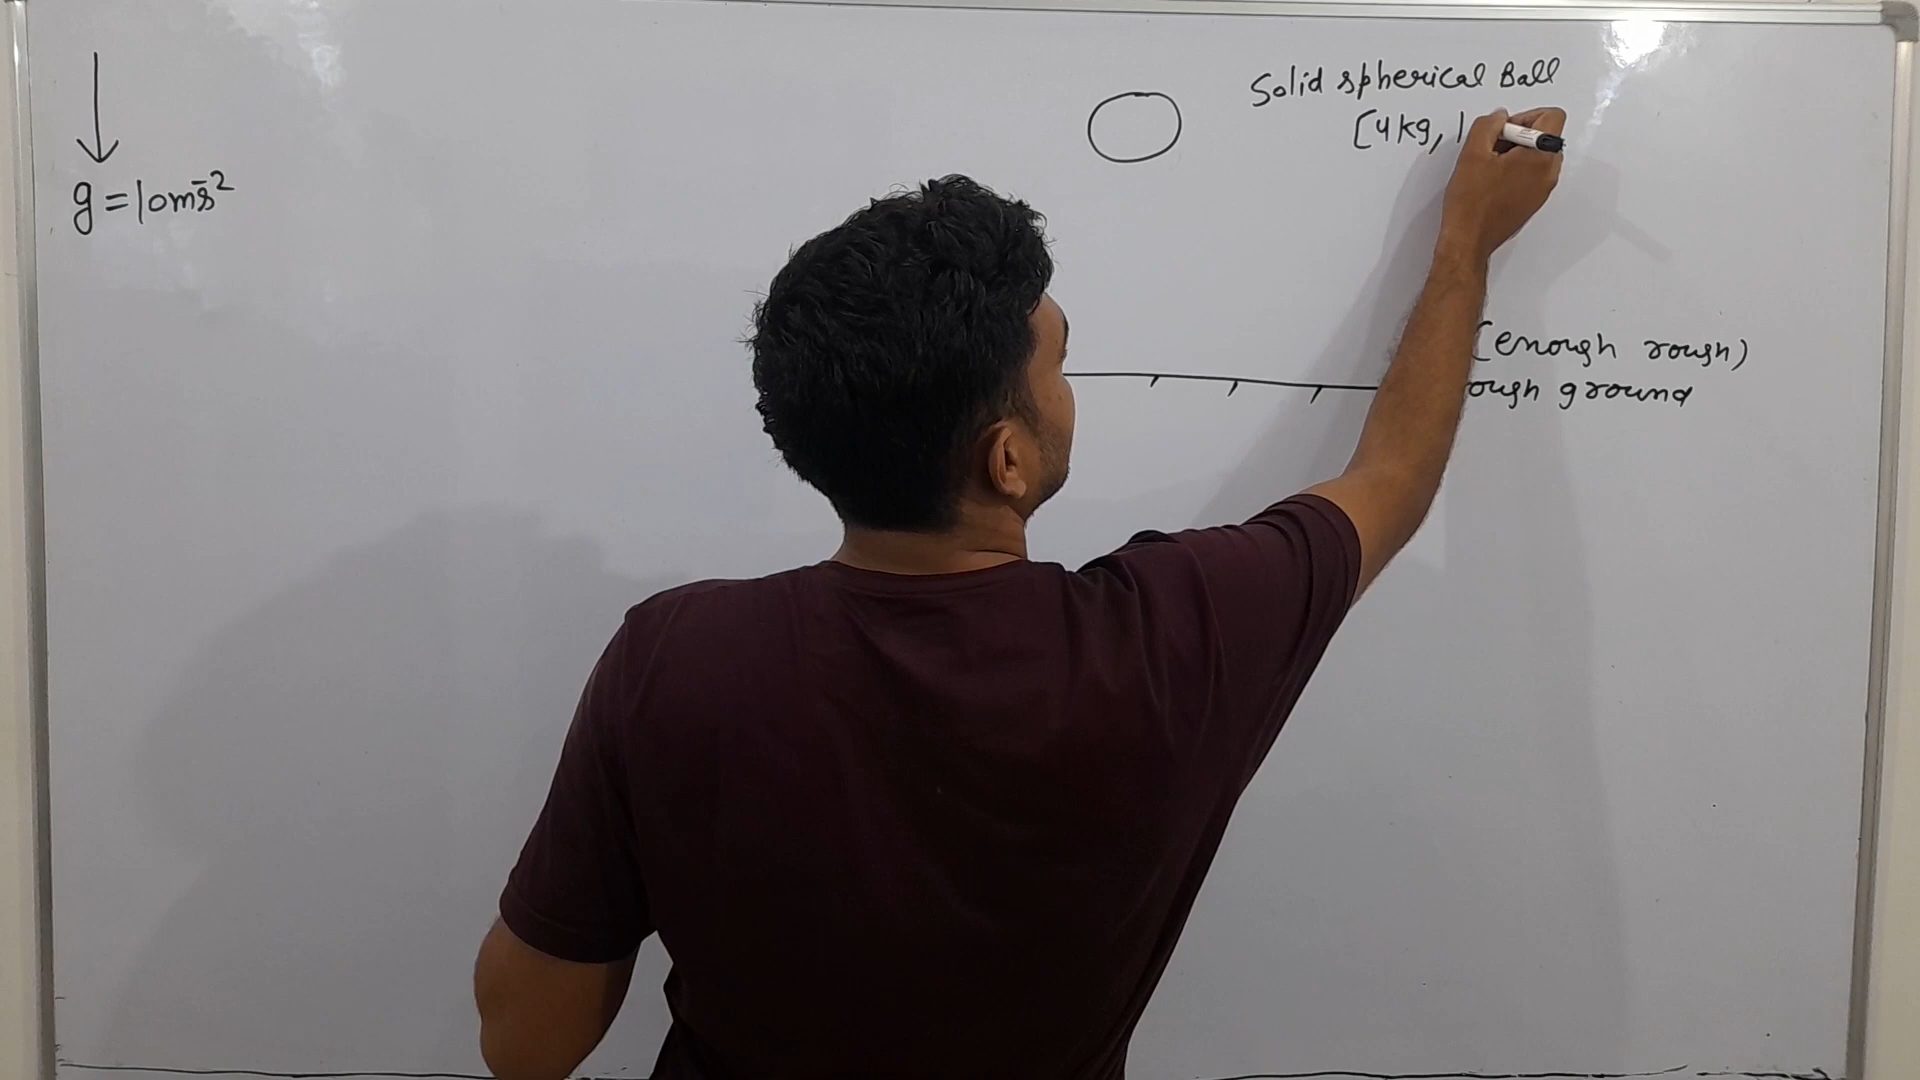 Solid spherical Ball
[4kg, 1
g = 10ms̄²
(enough rough)
ough ground